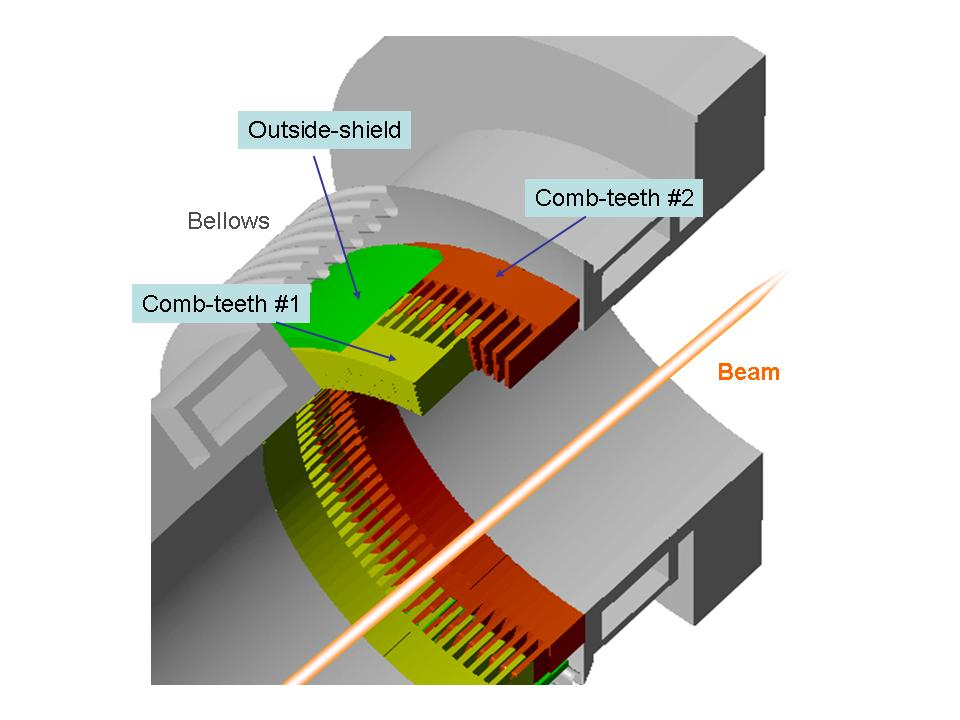 Outside-shield
Comb-teeth #2
Bellows
Comb-teeth #1
Beam